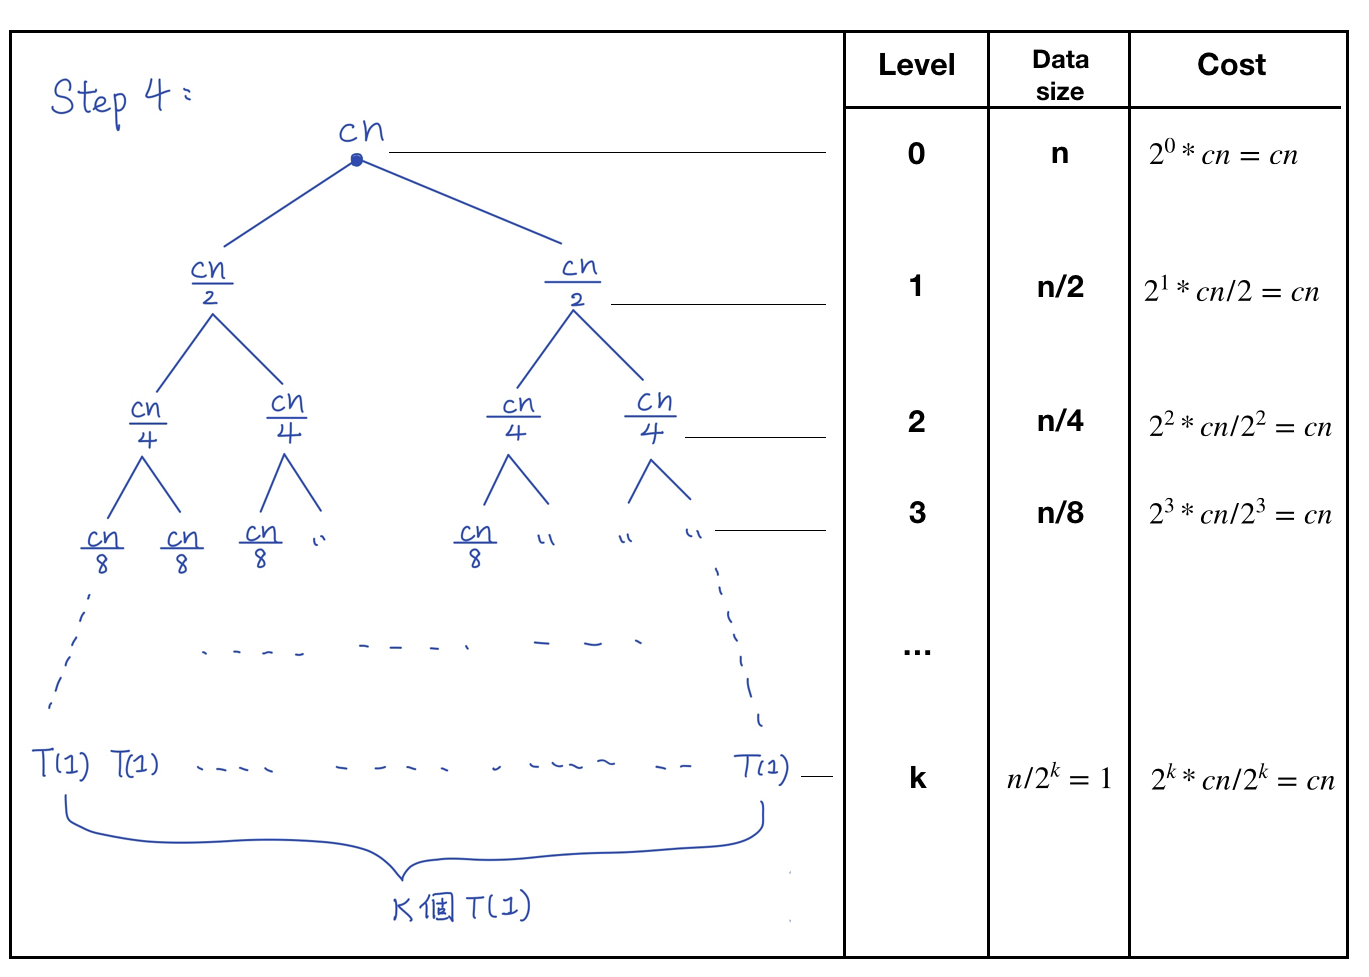 Step 4:
cn
cn/2 cn/2
cn/4 cn/4 cn/4 cn/4
cn/8 cn/8 cn/8 〃 cn/8 〃 〃 〃
T(1) T(1) T(1)
K個T(1)
Level Data size Cost
0 n 2^0 * cn = cn
1 n/2 2^1 * cn/2 = cn
2 n/4 2^2 * cn/2^2 = cn
3 n/8 2^3 * cn/2^3 = cn
...
k n/2^k = 1 2^k * cn/2^k = cn